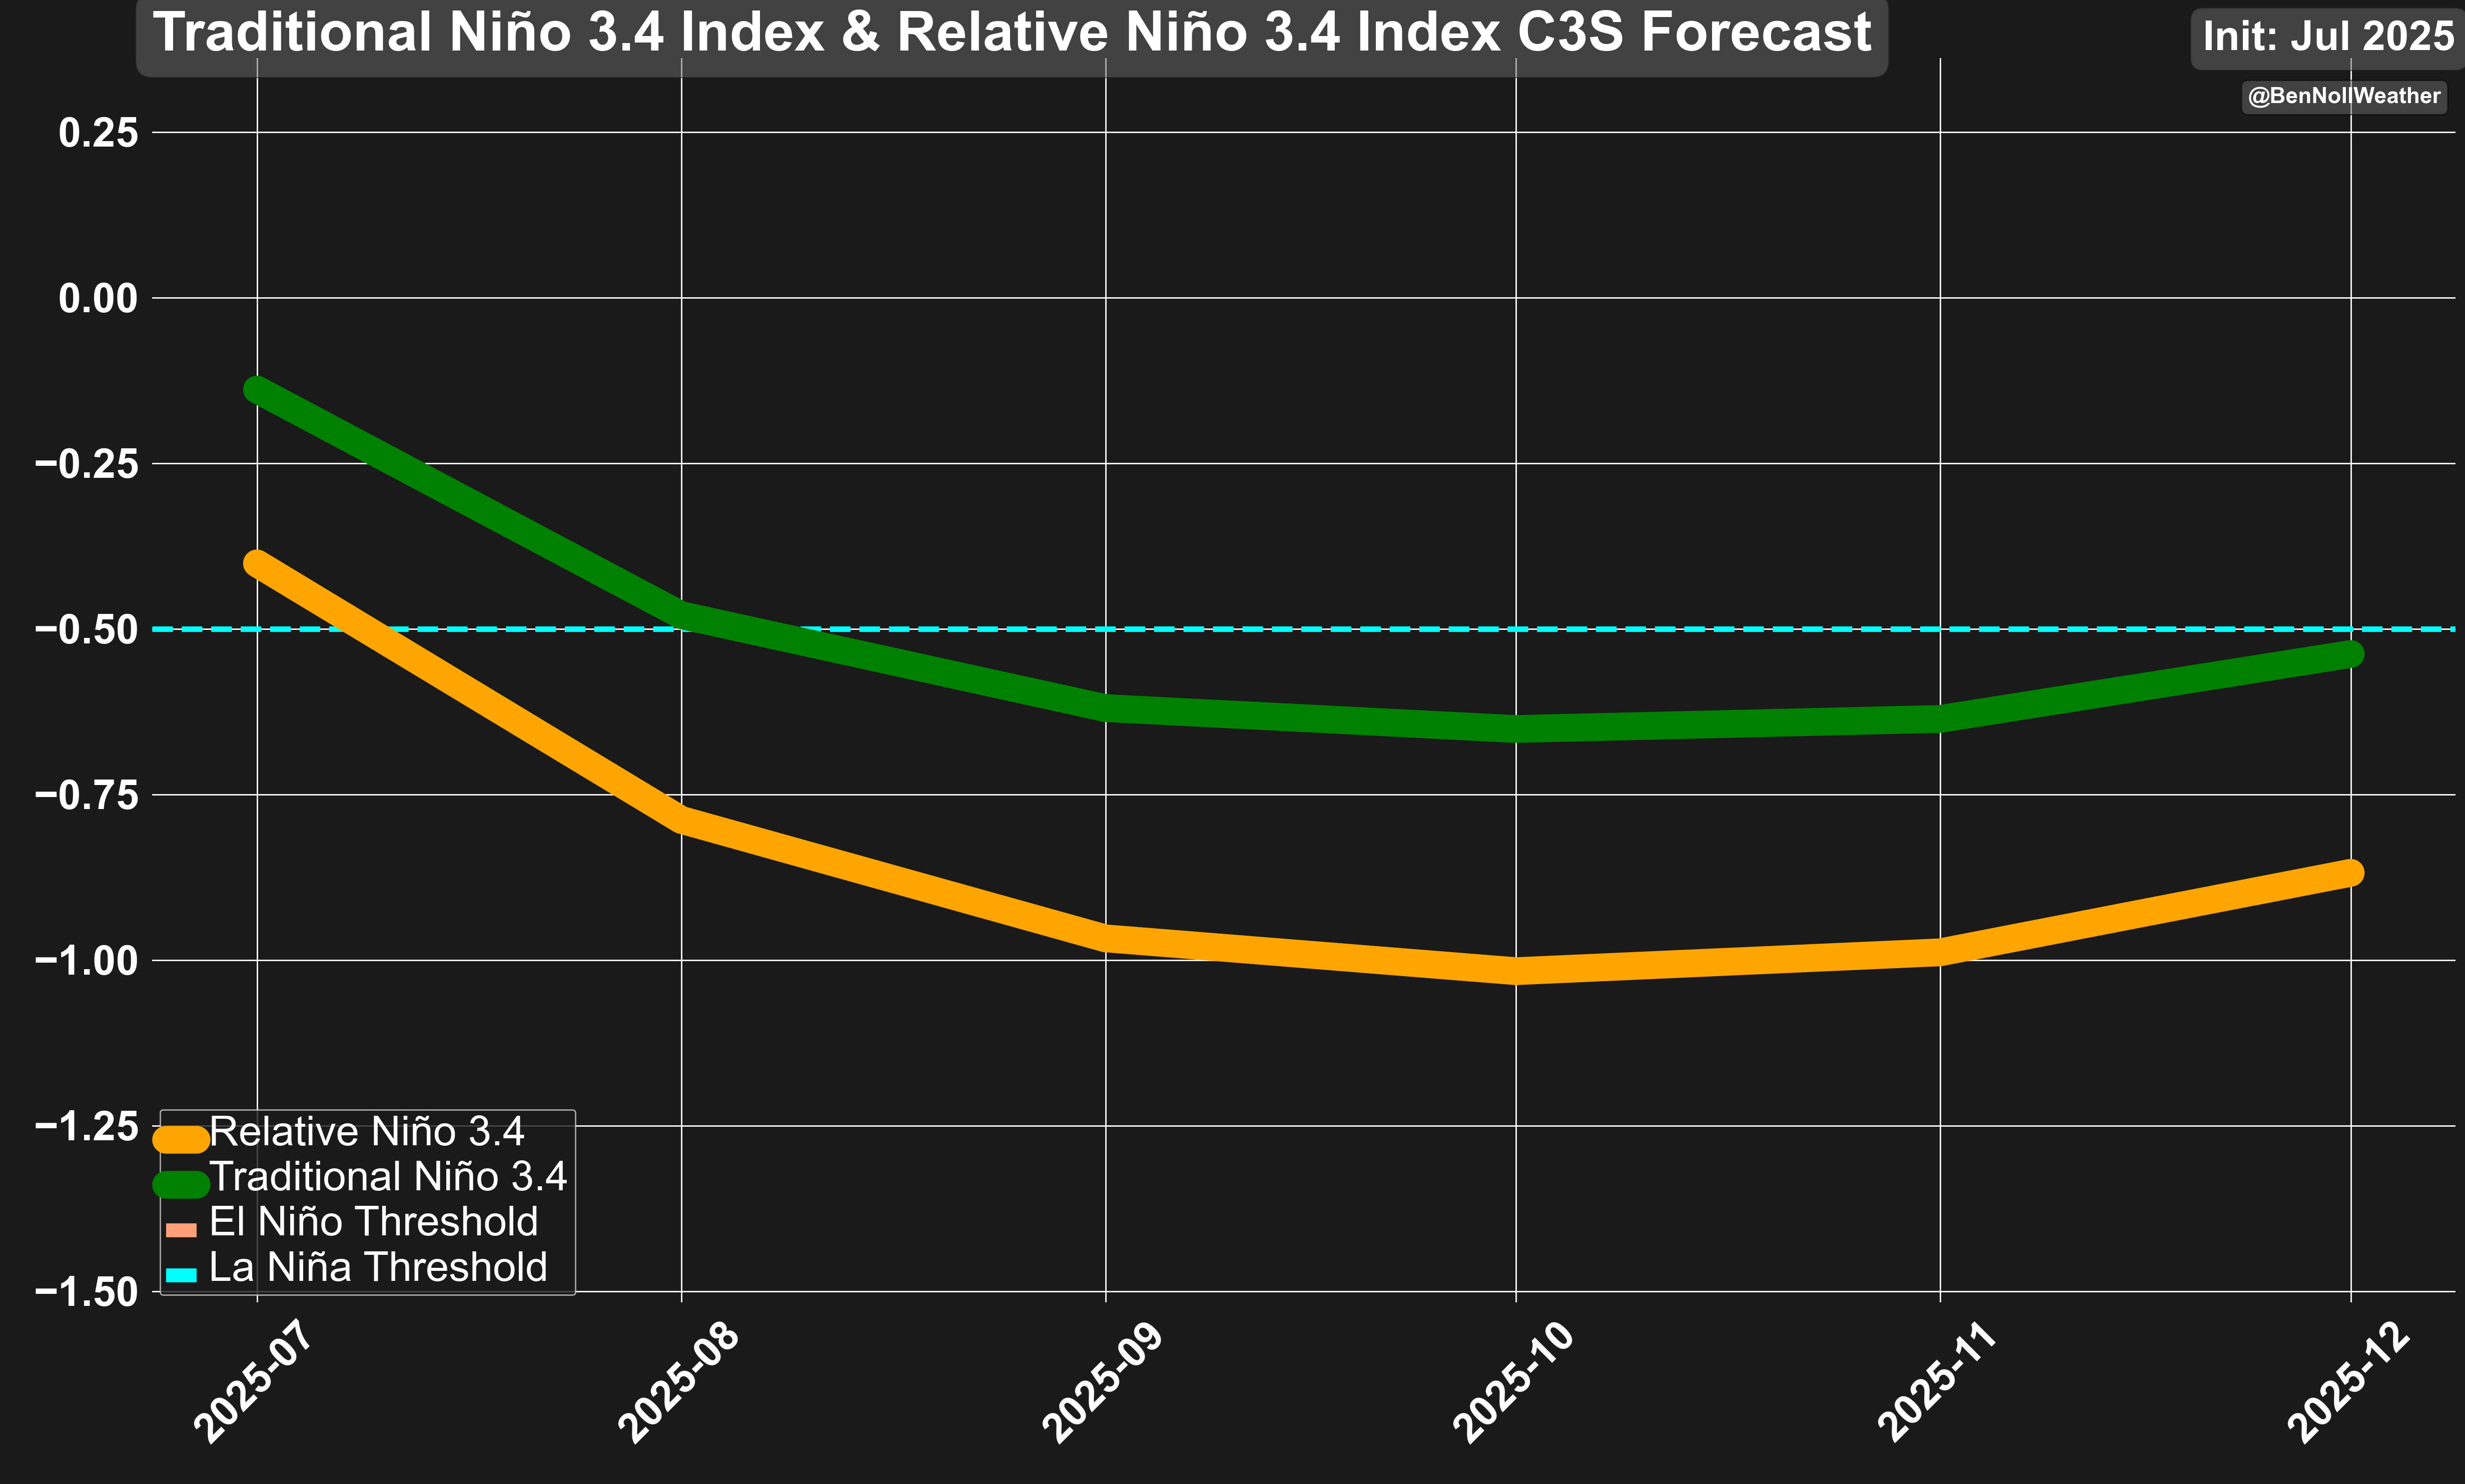 Traditional Niño 3.4 Index & Relative Niño 3.4 Index C3S Forecast
Init: Jul 2025
@BenNollWeather
0.25
0.00
−0.25
−0.50
−0.75
−1.00
−1.25
−1.50
Relative Niño 3.4
Traditional Niño 3.4
El Niño Threshold
La Niña Threshold
2025-07
2025-08
2025-09
2025-10
2025-11
2025-12